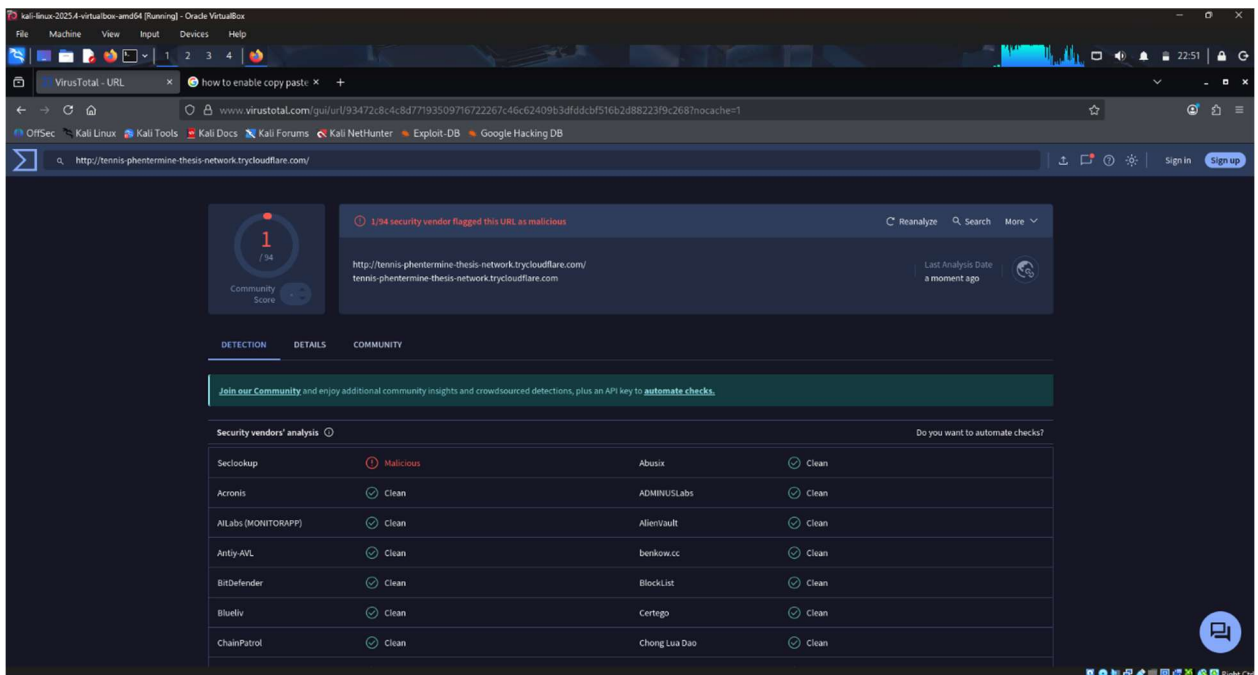 kali-linux-2025.4-virtualbox-amd64 [Running] - Oracle VirtualBox
File Machine View Input Devices Help
1 2 3 4 22:51
VirusTotal - URL how to enable copy paste
www.virustotal.com/gui/url/93472c8c4c8d77193509716722267c46c62409b3dfddcbf516b2d88223f9c268?nocache=1
OffSec Kali Linux Kali Tools Kali Docs Kali Forums Kali NetHunter Exploit-DB Google Hacking DB
http://tennis-phentermine-thesis-network.trycloudflare.com/ Sign in Sign up
1/94 security vendor flagged this URL as malicious Reanalyze Search More
1
/ 94
Community
Score
http://tennis-phentermine-thesis-network.trycloudflare.com/
tennis-phentermine-thesis-network.trycloudflare.com
Last Analysis Date
a moment ago
DETECTION DETAILS COMMUNITY
Join our Community and enjoy additional community insights and crowdsourced detections, plus an API key to automate checks.
Security vendors' analysis Do you want to automate checks?
Seclookup Malicious Abusix Clean
Acronis Clean ADMINUSLabs Clean
AILabs (MONITORAPP) Clean AlienVault Clean
Antiy-AVL Clean benkow.cc Clean
BitDefender Clean BlockList Clean
Blueliv Clean Certego Clean
ChainPatrol Clean Chong Lua Dao Clean
Right Ctrl